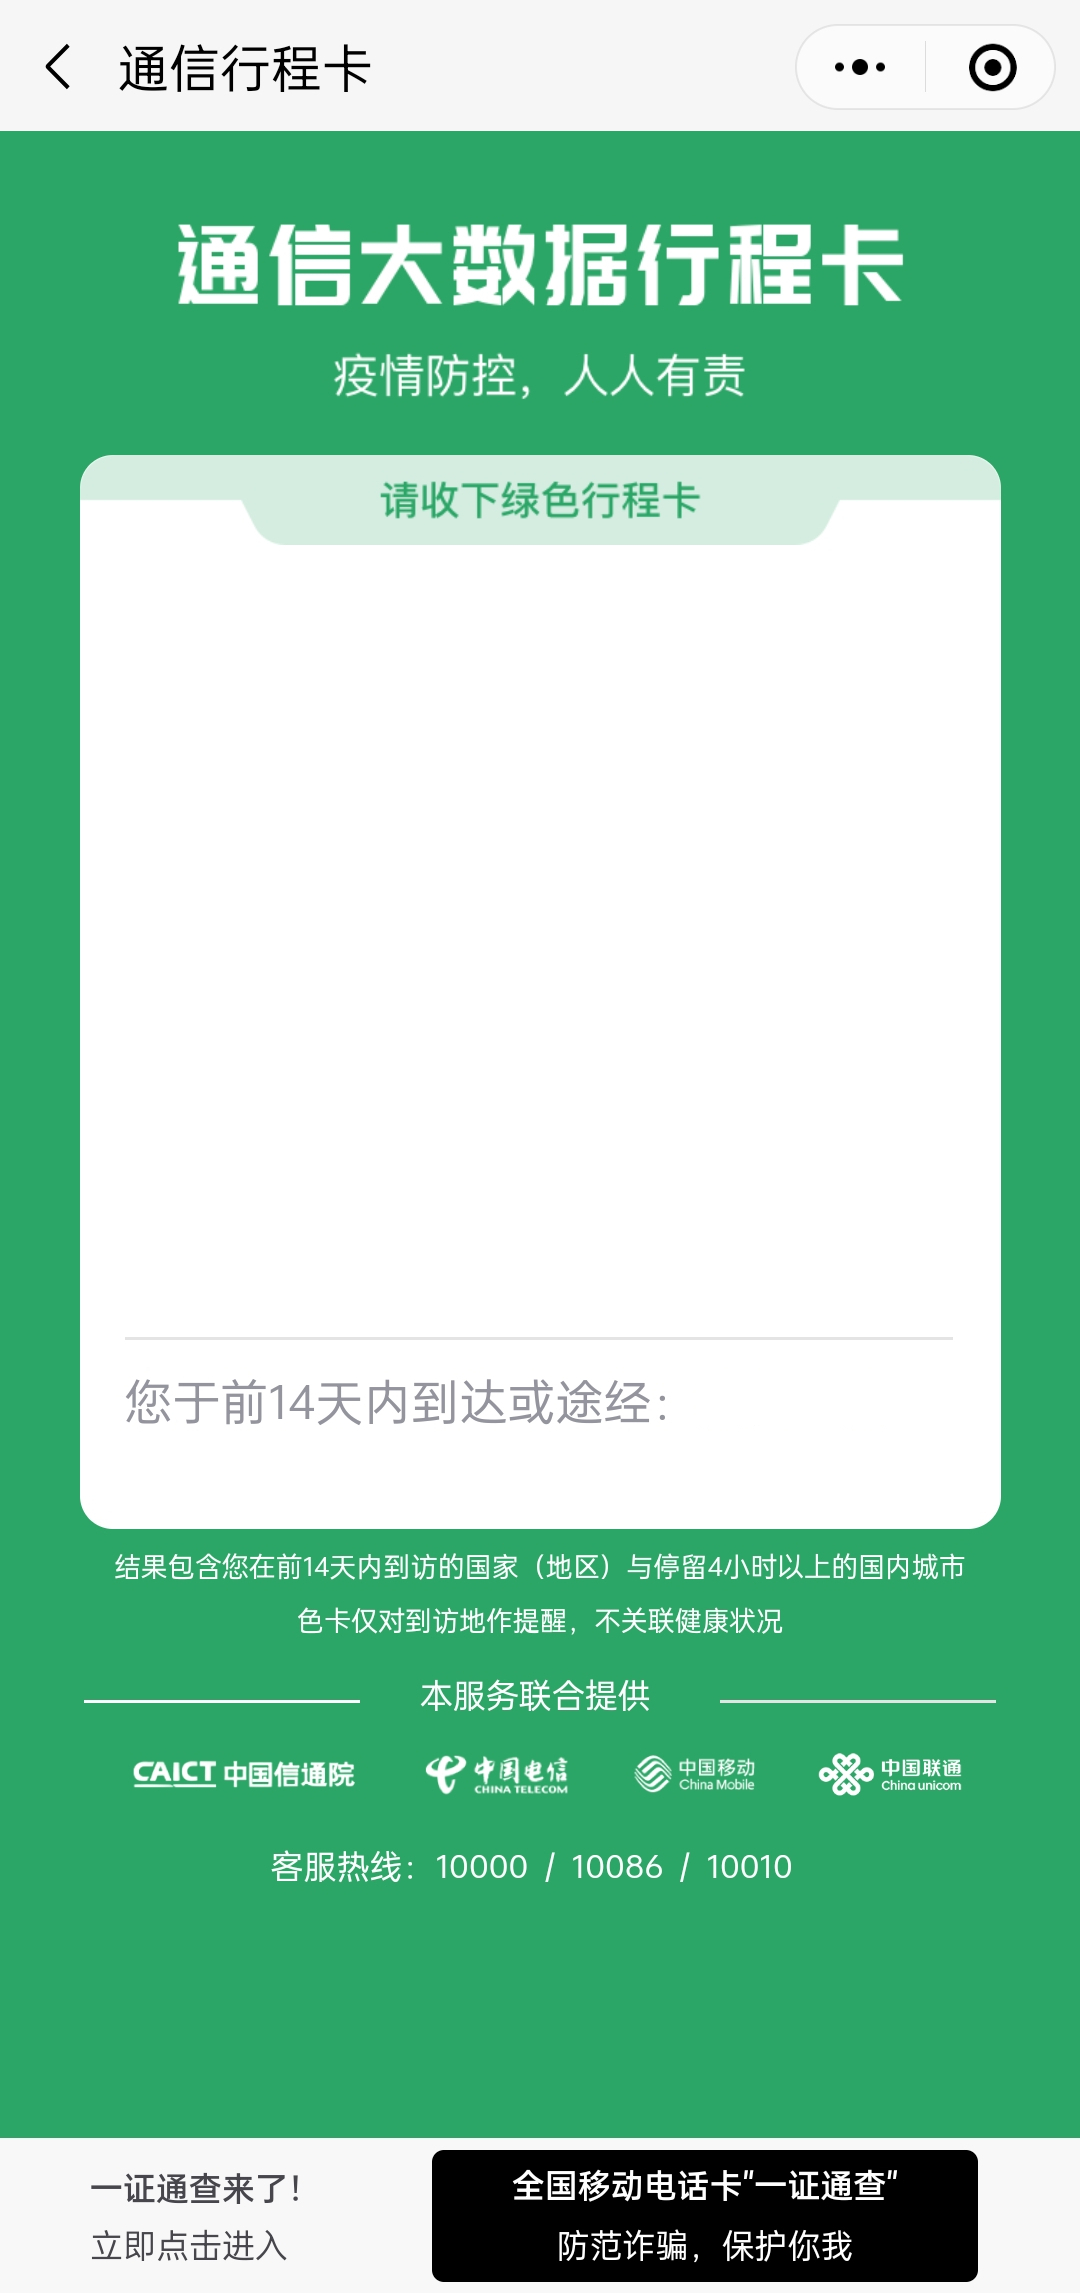 通信行程卡
通信大数据行程卡
疫情防控，人人有责
请收下绿色行程卡
您于前14天内到达或途经：
结果包含您在前14天内到访的国家（地区）与停留4小时以上的国内城市
色卡仅对到访地作提醒，不关联健康状况
本服务联合提供
CAICT 中国信通院 中国电信 CHINA TELECOM 中国移动 China Mobile 中国联通 China unicom
客服热线：10000 / 10086 / 10010
一证通查来了！
立即点击进入
全国移动电话卡"一证通查"
防范诈骗，保护你我